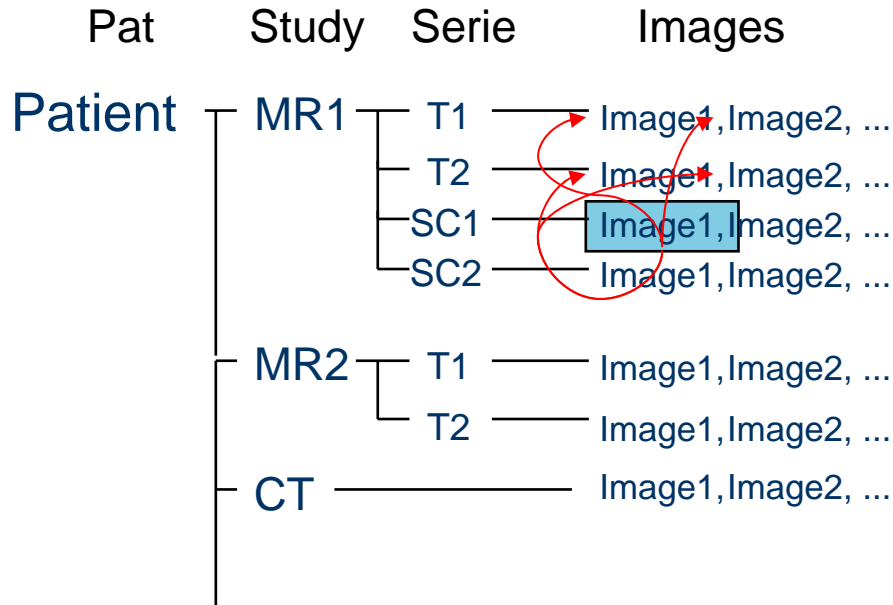 Pat Study Serie Images
Patient MR1 T1 Image1,Image2, ...
T2 Image1,Image2, ...
SC1 Image1,Image2, ...
SC2 Image1,Image2, ...
MR2 T1 Image1,Image2, ...
T2 Image1,Image2, ...
CT Image1,Image2, ...